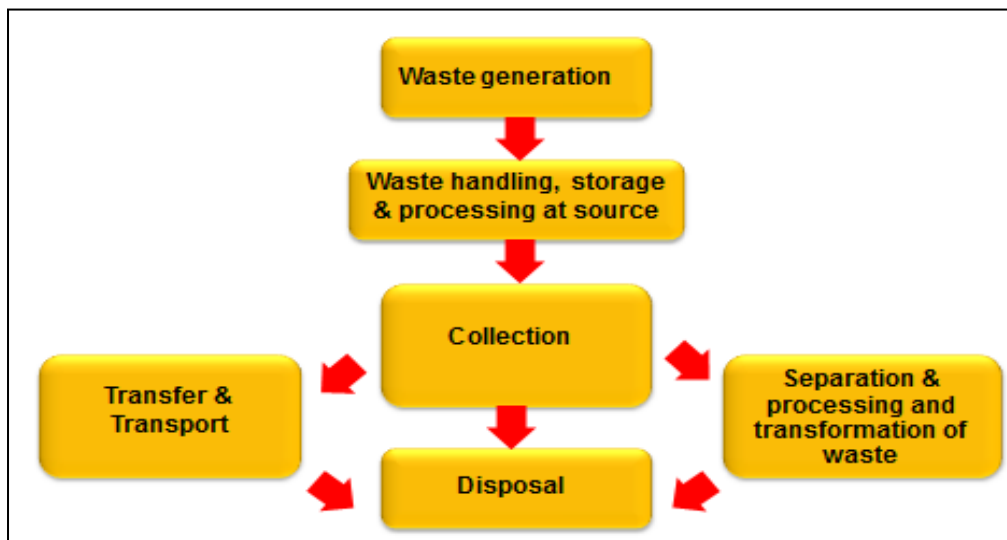 Waste generation
Waste handling, storage
& processing at source
Collection
Transfer &
Transport
Separation &
processing and
transformation of
waste
Disposal